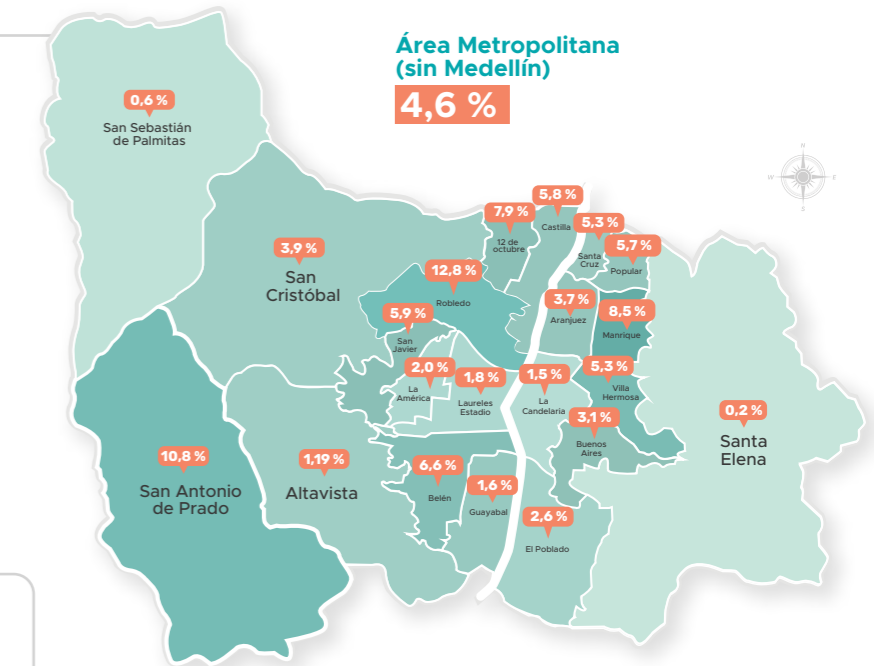 Área Metropolitana
(sin Medellín)
4,6 %
0,6 %
San Sebastián
de Palmitas
N
W
E
S
3,9 %
San
Cristóbal
7,9 %
12 de
octubre
5,8 %
Castilla
5,3 %
Santa
Cruz
5,7 %
Popular
12,8 %
Robledo
3,7 %
Aranjuez
8,5 %
Manrique
5,9 %
San
Javier
2,0 %
La
América
1,8 %
Laureles
Estadio
1,5 %
La
Candelaria
5,3 %
Villa
Hermosa
3,1 %
Buenos
Aires
0,2 %
Santa
Elena
10,8 %
San Antonio
de Prado
1,19 %
Altavista
6,6 %
Belén
1,6 %
Guayabal
2,6 %
El Poblado